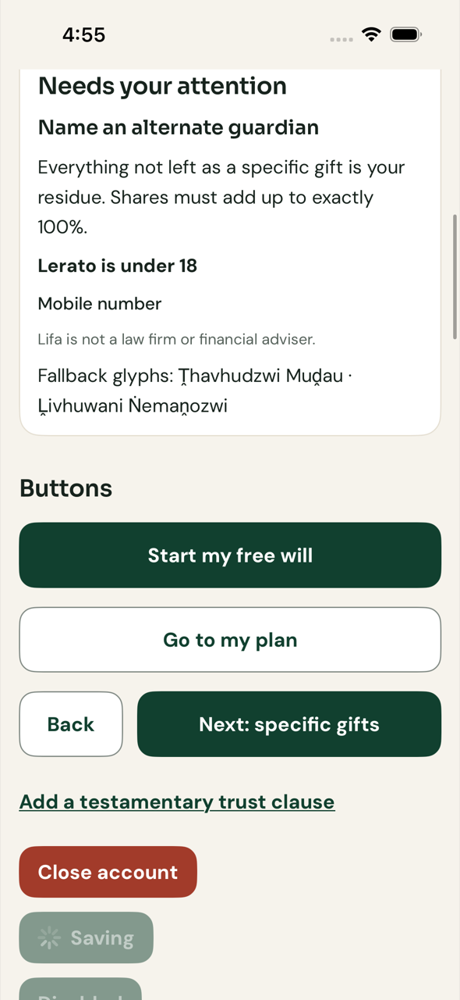 4:55
Needs your attention
Name an alternate guardian
Everything not left as a specific gift is your
residue. Shares must add up to exactly
100%.
Lerato is under 18
Mobile number
Lifa is not a law firm or financial adviser.
Fallback glyphs: Ṱhavhudzwi Muḓau ·
Ḽivhuwani Ṅemaṋozwi
Buttons
Start my free will
Go to my plan
Back
Next: specific gifts
Add a testamentary trust clause
Close account
Saving